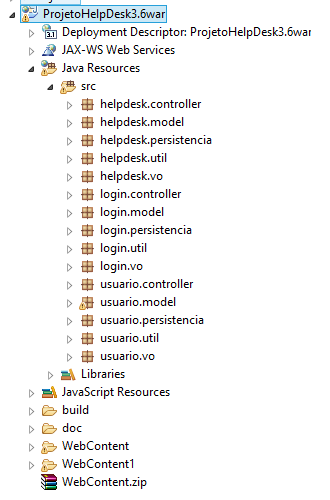 ProjetoHelpDesk3.6war
3.1 Deployment Descriptor: ProjetoHelpDesk3.6war
JAX-WS Web Services
Java Resources
src
helpdesk.controller
helpdesk.model
helpdesk.persistencia
helpdesk.util
helpdesk.vo
login.controller
login.model
login.persistencia
login.util
login.vo
usuario.controller
usuario.model
usuario.persistencia
usuario.util
usuario.vo
Libraries
JavaScript Resources
build
doc
WebContent
WebContent1
WebContent.zip